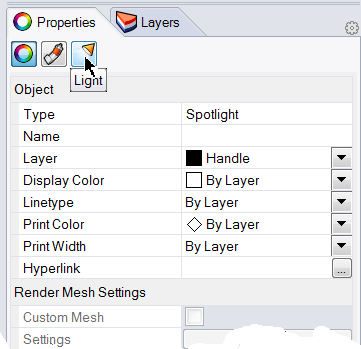 Properties Layers
Light
Object
Type Spotlight
Name
Layer Handle
Display Color By Layer
Linetype By Layer
Print Color By Layer
Print Width By Layer
Hyperlink ...
Render Mesh Settings
Custom Mesh
Settings